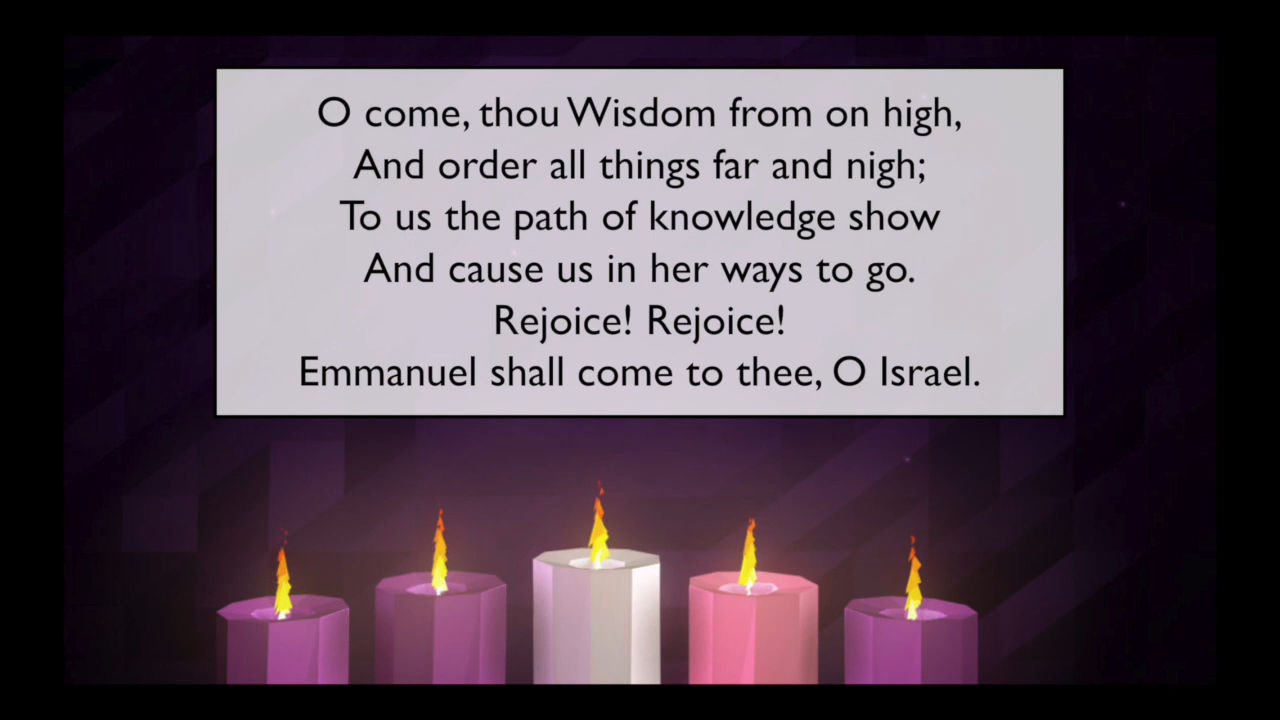 O come, thou Wisdom from on high,
And order all things far and nigh;
To us the path of knowledge show
And cause us in her ways to go.
Rejoice! Rejoice!
Emmanuel shall come to thee, O Israel.